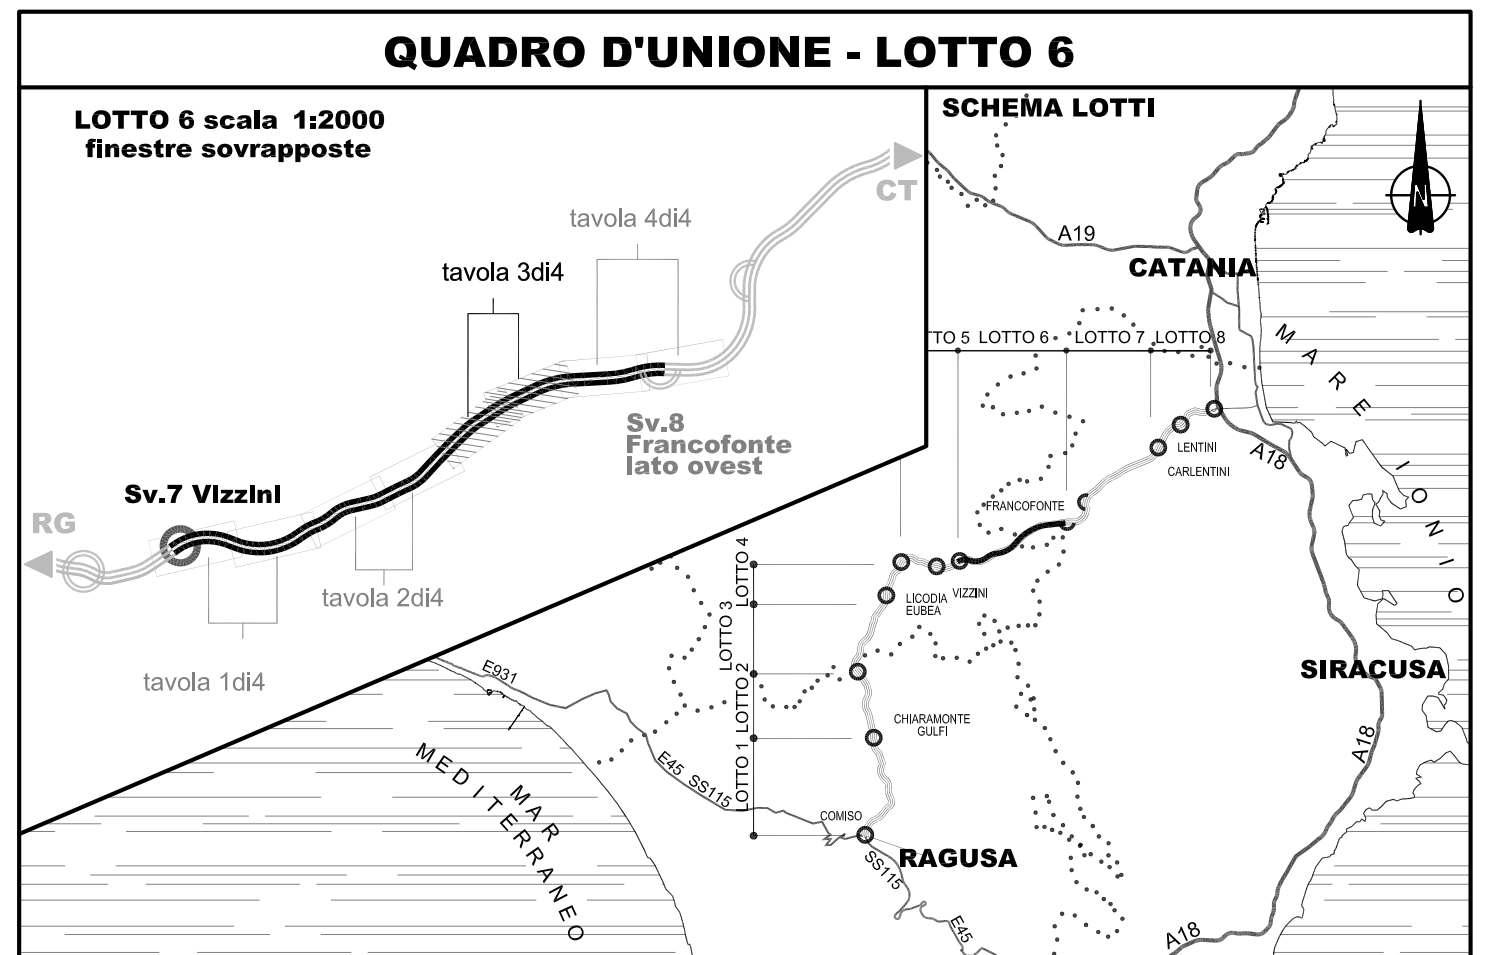 QUADRO D'UNIONE - LOTTO 6
LOTTO 6 scala 1:2000
finestre sovrapposte
CT
tavola 4di4
tavola 3di4
Sv.8
Francofonte
lato ovest
Sv.7 Vizzini
RG
tavola 2di4
tavola 1di4
SCHEMA LOTTI
N
A19
CATANIA
TTO 5
LOTTO 6
LOTTO 7
LOTTO 8
MARE
IONIO
A18
LENTINI
CARLENTINI
FRANCOFONTE
VIZZINI
LICODIA
EUBEA
LOTTO 4
LOTTO 3
LOTTO 2
LOTTO 1
SIRACUSA
E931
CHIARAMONTE
GULFI
A18
E45 SS115
MAR
MEDITERRANEO
COMISO
RAGUSA
SS115
E45
A18